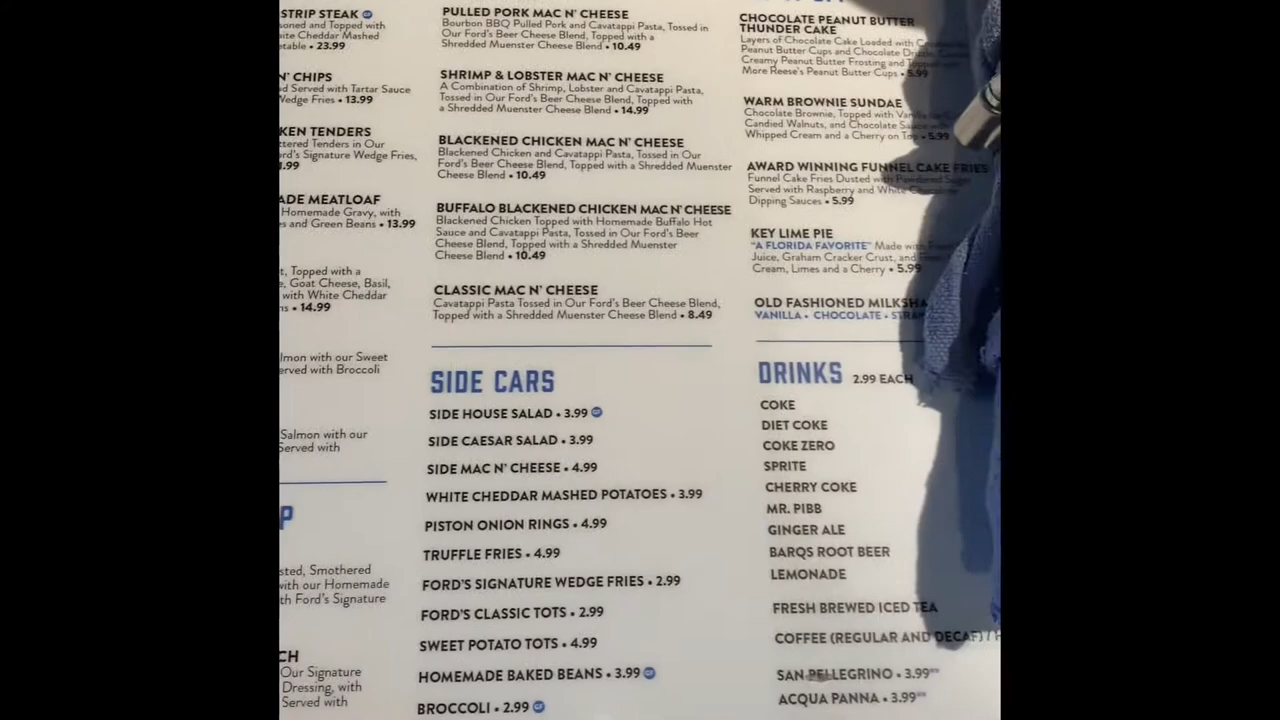 STRIP STEAK GF
and Topped with
Cheddar Mashed
• 23.99
N' CHIPS
Served with Tartar Sauce
Wedge Fries • 13.99
TENDERS
Tenders in Our
Signature Wedge Fries,
MEATLOAF
Homemade Gravy, with
and Green Beans • 13.99
Topped with a
Goat Cheese, Basil,
with White Cheddar
• 14.99
with our Sweet
with Broccoli
Salmon with our
Served with
P
Smothered
with our Homemade
Ford's Signature
Our Signature
Dressing, with
Served with
PULLED PORK MAC N' CHEESE
Bourbon BBQ Pulled Pork and Cavatappi Pasta, Tossed in
Our Ford's Beer Cheese Blend, Topped with a
Shredded Muenster Cheese Blend • 10.49
SHRIMP & LOBSTER MAC N' CHEESE
A Combination of Shrimp, Lobster and Cavatappi Pasta,
Tossed in Our Ford's Beer Cheese Blend, Topped with
a Shredded Muenster Cheese Blend • 14.99
BLACKENED CHICKEN MAC N' CHEESE
Blackened Chicken and Cavatappi Pasta, Tossed in Our
Ford's Beer Cheese Blend, Topped with a Shredded Muenster
Cheese Blend • 10.49
BUFFALO BLACKENED CHICKEN MAC N' CHEESE
Blackened Chicken Topped with Homemade Buffalo Hot
Sauce and Cavatappi Pasta, Tossed in Our Ford's Beer
Cheese Blend, Topped with a Shredded Muenster
Cheese Blend • 10.49
CLASSIC MAC N' CHEESE
Cavatappi Pasta Tossed in Our Ford's Beer Cheese Blend,
Topped with a Shredded Muenster Cheese Blend • 8.49
SIDE CARS
SIDE HOUSE SALAD • 3.99 GF
SIDE CAESAR SALAD • 3.99
SIDE MAC N' CHEESE • 4.99
WHITE CHEDDAR MASHED POTATOES • 3.99
PISTON ONION RINGS • 4.99
TRUFFLE FRIES • 4.99
FORD'S SIGNATURE WEDGE FRIES • 2.99
FORD'S CLASSIC TOTS • 2.99
SWEET POTATO TOTS • 4.99
HOMEMADE BAKED BEANS • 3.99 GF
BROCCOLI • 2.99 GF
CHOCOLATE PEANUT BUTTER
THUNDER CAKE
Layers of Chocolate Cake Loaded with
Peanut Butter Cups and Chocolate
Creamy Peanut Butter Frosting and Topped
More Reese's Peanut Butter Cups • 5.99
WARM BROWNIE SUNDAE
Chocolate Brownie, Topped with Vanilla
Candied Walnuts, and Chocolate Sauce with
Whipped Cream and a Cherry on Top • 5.99
AWARD WINNING FUNNEL CAKE FRIES
Funnel Cake Fries Dusted with Powdered Sugar
Served with Raspberry and White Chocolate
Dipping Sauces • 5.99
KEY LIME PIE
"A FLORIDA FAVORITE" Made with
Juice, Graham Cracker Crust, and
Cream, Limes and a Cherry • 5.99
OLD FASHIONED MILKSHA
VANILLA • CHOCOLATE • STRA
DRINKS 2.99 EACH
COKE
DIET COKE
COKE ZERO
SPRITE
CHERRY COKE
MR. PIBB
GINGER ALE
BARQS ROOT BEER
LEMONADE
FRESH BREWED ICED TEA
COFFEE (REGULAR AND DECAF) /
SAN PELLEGRINO • 3.99
ACQUA PANNA • 3.99